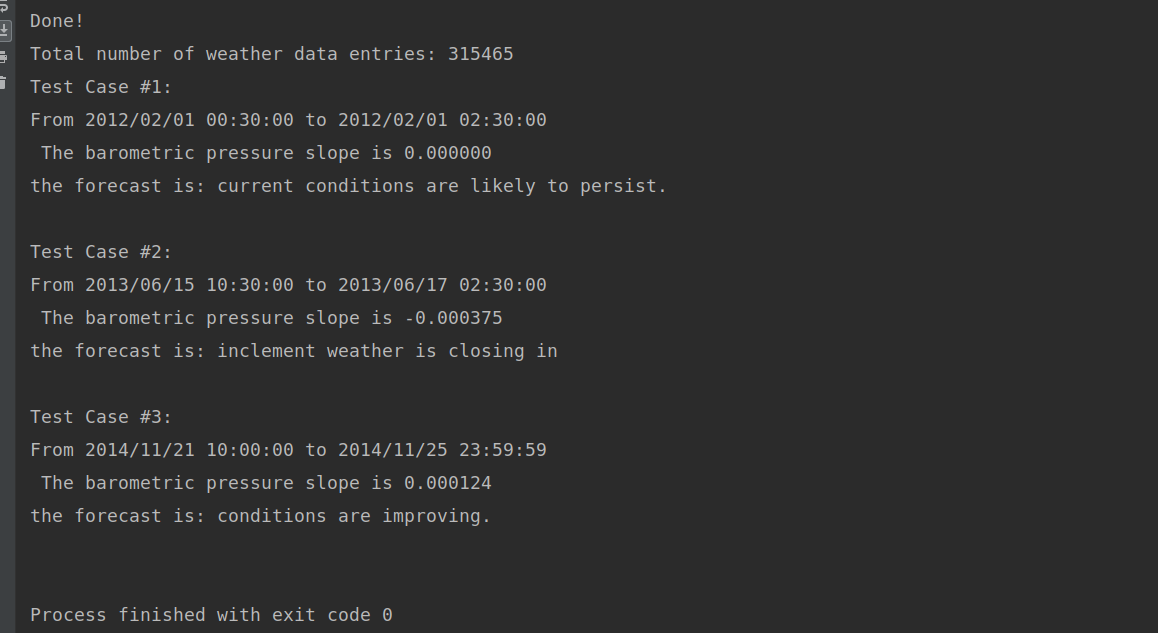 Done!
Total number of weather data entries: 315465
Test Case #1:
From 2012/02/01 00:30:00 to 2012/02/01 02:30:00
 The barometric pressure slope is 0.000000
the forecast is: current conditions are likely to persist.

Test Case #2:
From 2013/06/15 10:30:00 to 2013/06/17 02:30:00
 The barometric pressure slope is -0.000375
the forecast is: inclement weather is closing in

Test Case #3:
From 2014/11/21 10:00:00 to 2014/11/25 23:59:59
 The barometric pressure slope is 0.000124
the forecast is: conditions are improving.

Process finished with exit code 0